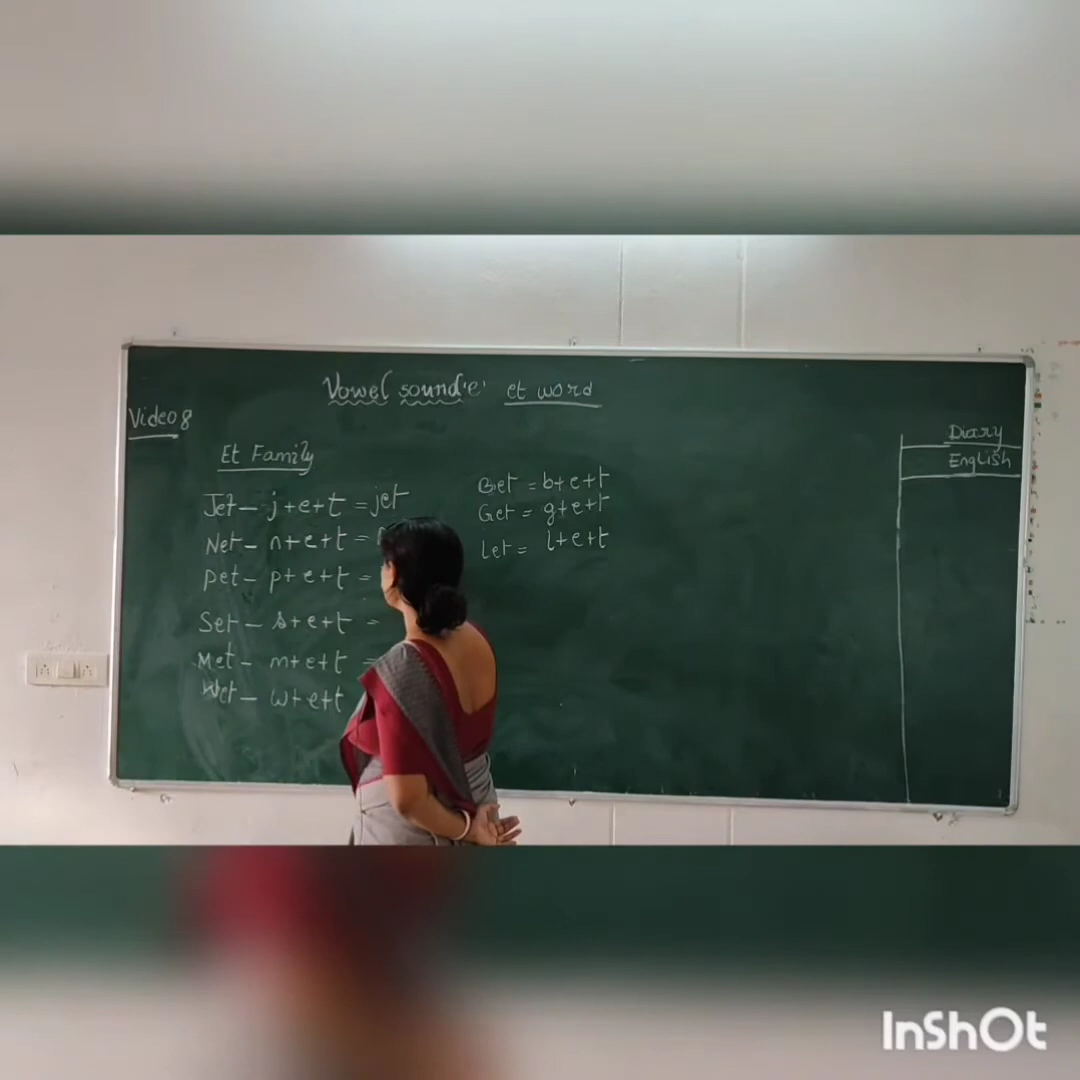 Vowel sound 'e' et word
Video 8
Et Family
Jet – j+e+t = jet
Net – n+e+t =
Pet – p+e+t =
Set – s+e+t =
Met – m+e+t =
Wet – w+e+t
Bet = b+e+t
Get = g+e+t
Let = l+e+t
Diary
English
InShOt